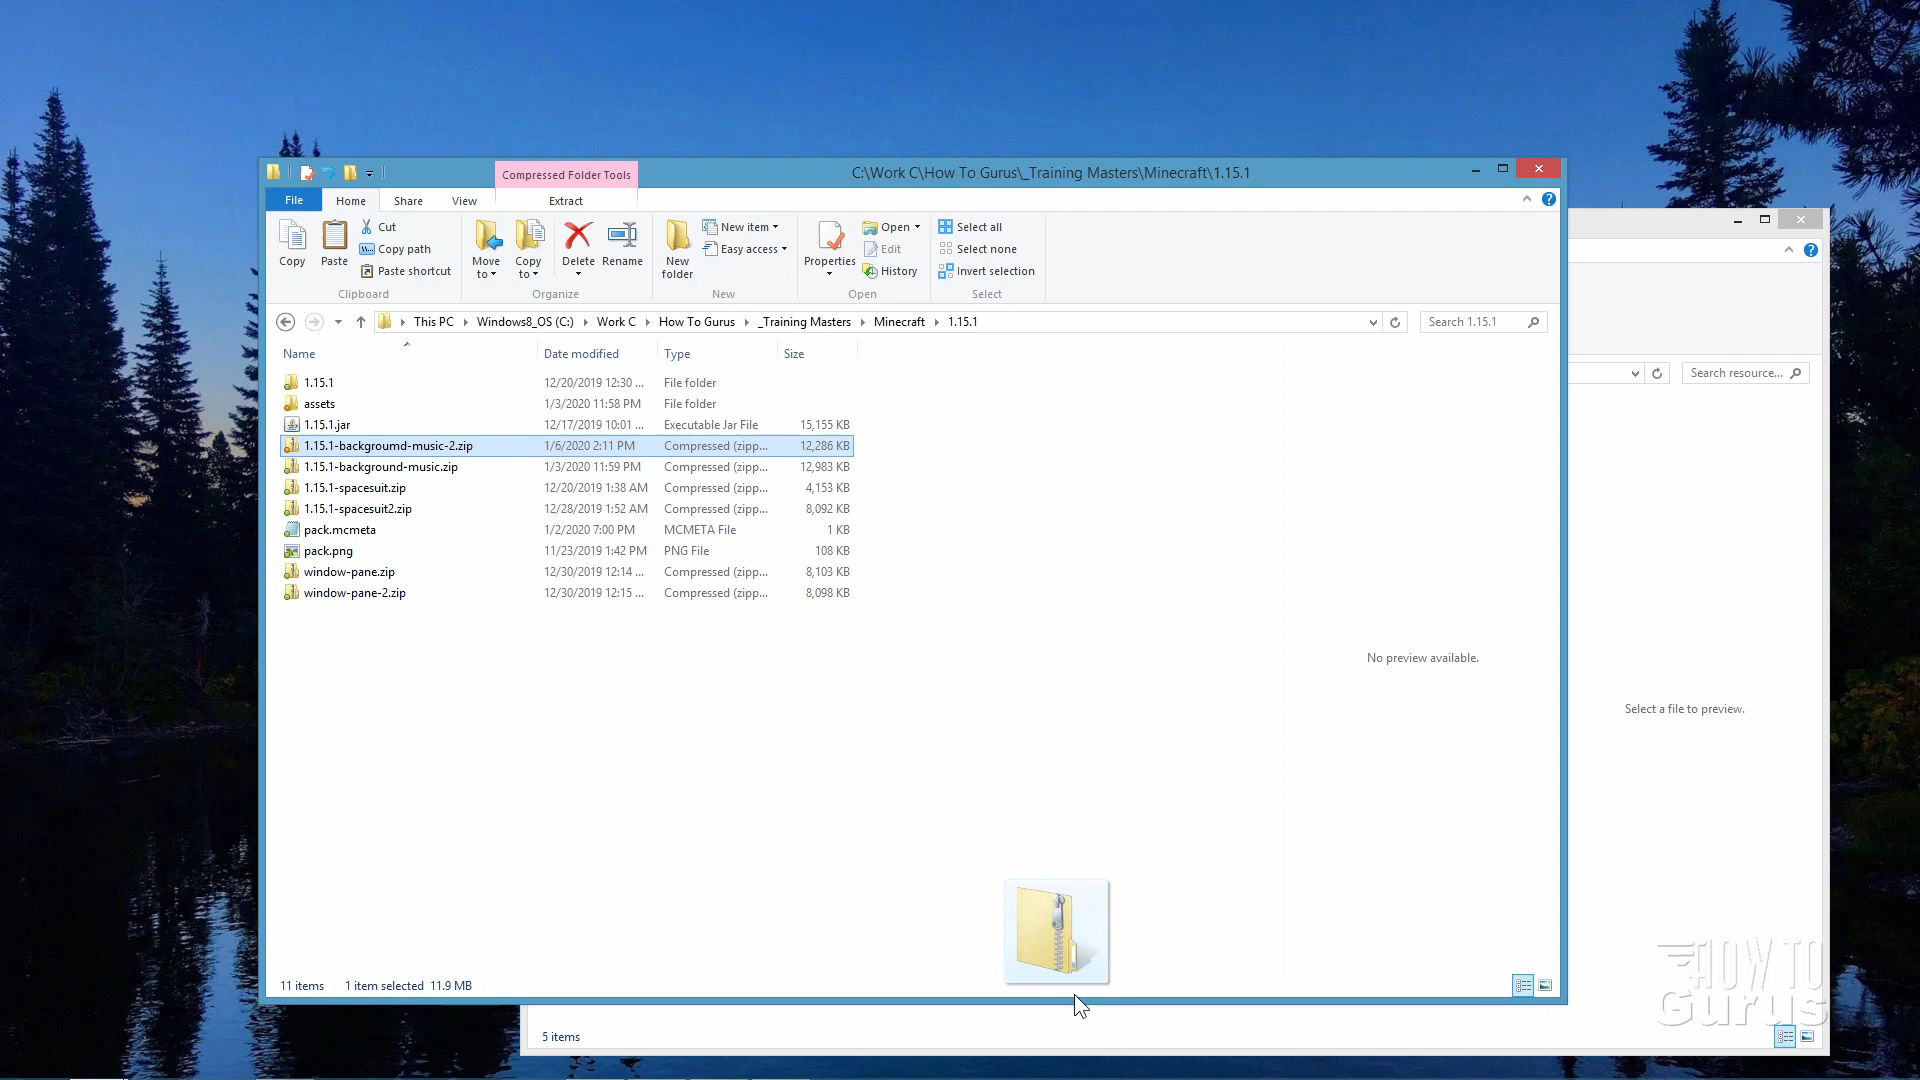 Compressed Folder Tools
C:\Work C\How To Gurus\_Training Masters\Minecraft\1.15.1
File Home Share View Extract
Copy
Paste
Cut
Copy path
Paste shortcut
Clipboard
Move to
Copy to
Delete
Rename
Organize
New folder
New item
Easy access
New
Properties
Open
Edit
History
Open
Select all
Select none
Invert selection
Select
This PC Windows8_OS (C:) Work C How To Gurus _Training Masters Minecraft 1.15.1
Search 1.15.1
Search resource...
Name Date modified Type Size
1.15.1 12/20/2019 12:30 ... File folder
assets 1/3/2020 11:58 PM File folder
1.15.1.jar 12/17/2019 10:01 ... Executable Jar File 15,155 KB
1.15.1-backgroumd-music-2.zip 1/6/2020 2:11 PM Compressed (zipp... 12,286 KB
1.15.1-background-music.zip 1/3/2020 11:59 PM Compressed (zipp... 12,983 KB
1.15.1-spacesuit.zip 12/20/2019 1:38 AM Compressed (zipp... 4,153 KB
1.15.1-spacesuit2.zip 12/28/2019 1:52 AM Compressed (zipp... 8,092 KB
pack.mcmeta 1/2/2020 7:00 PM MCMETA File 1 KB
pack.png 11/23/2019 1:42 PM PNG File 108 KB
window-pane.zip 12/30/2019 12:14 ... Compressed (zipp... 8,103 KB
window-pane-2.zip 12/30/2019 12:15 ... Compressed (zipp... 8,098 KB
No preview available.
Select a file to preview.
11 items 1 item selected 11.9 MB
5 items
HOW TO
Gurus